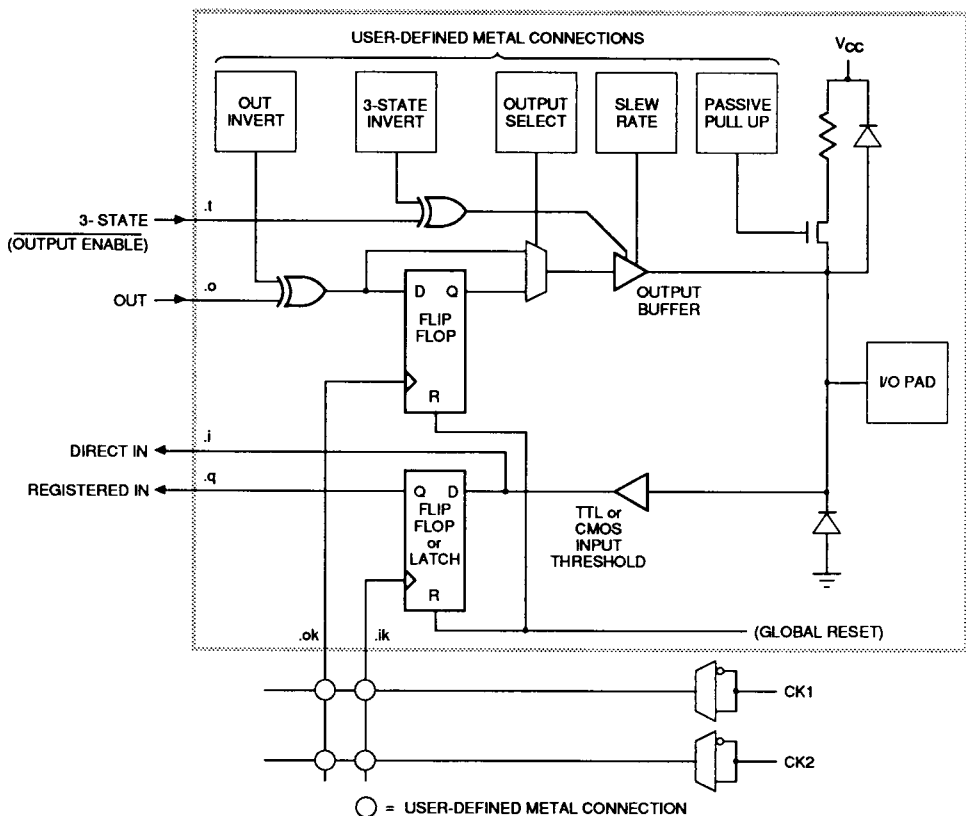 USER-DEFINED METAL CONNECTIONS
OUT
INVERT
3-STATE
INVERT
OUTPUT
SELECT
SLEW
RATE
PASSIVE
PULL UP
VCC
3- STATE
(OUTPUT ENABLE)
.t
OUT
.o
D Q
FLIP
FLOP
R
OUTPUT
BUFFER
I/O PAD
DIRECT IN
.i
REGISTERED IN
.q
Q D
FLIP
FLOP
or
LATCH
R
TTL or
CMOS
INPUT
THRESHOLD
.ok
.ik
(GLOBAL RESET)
CK1
CK2
= USER-DEFINED METAL CONNECTION